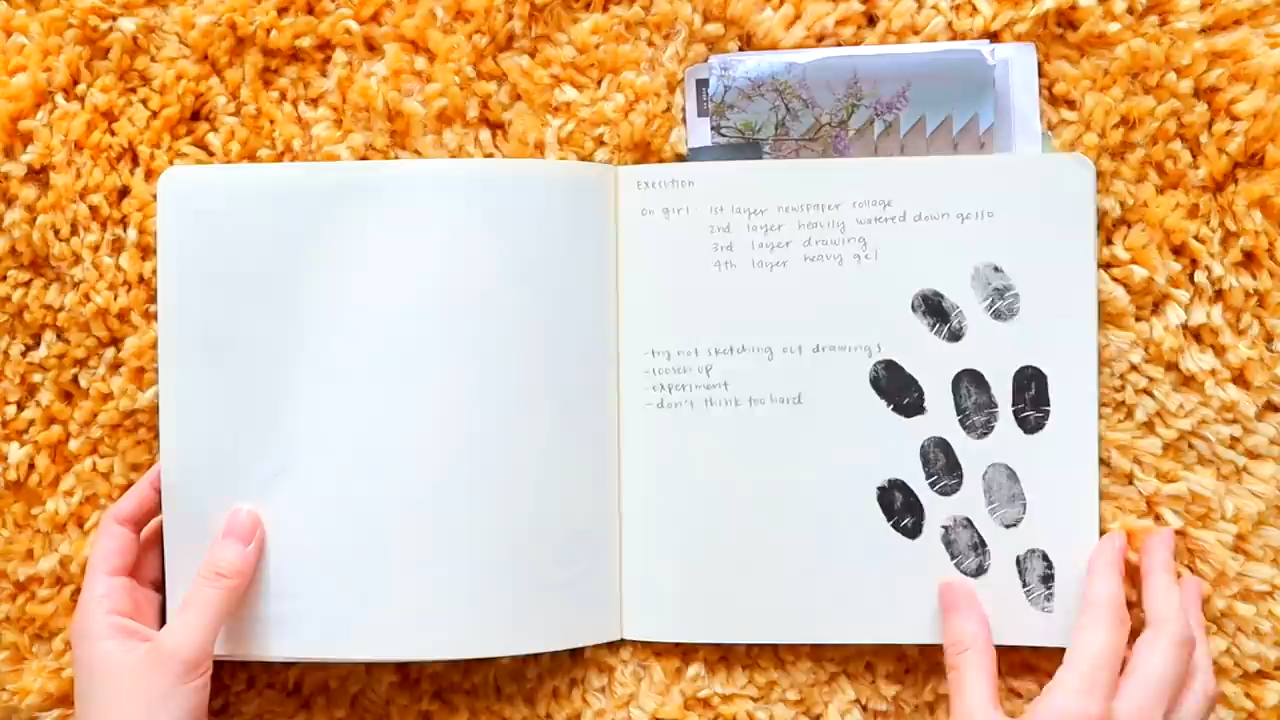 Execution
on girl - 1st layer newspaper collage
2nd layer heavily watered down gesso
3rd layer drawing
4th layer heavy gel
-try not sketching out drawings
-loosen up
-experiment
-don't think too hard